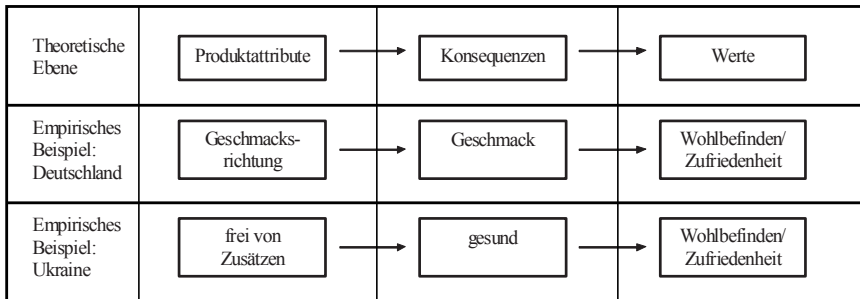 Theoretische
Ebene
Produktattribute
Konsequenzen
Werte
Empirisches
Beispiel:
Deutschland
Geschmacks-
richtung
Geschmack
Wohlbefinden/
Zufriedenheit
Empirisches
Beispiel:
Ukraine
frei von
Zusätzen
gesund
Wohlbefinden/
Zufriedenheit